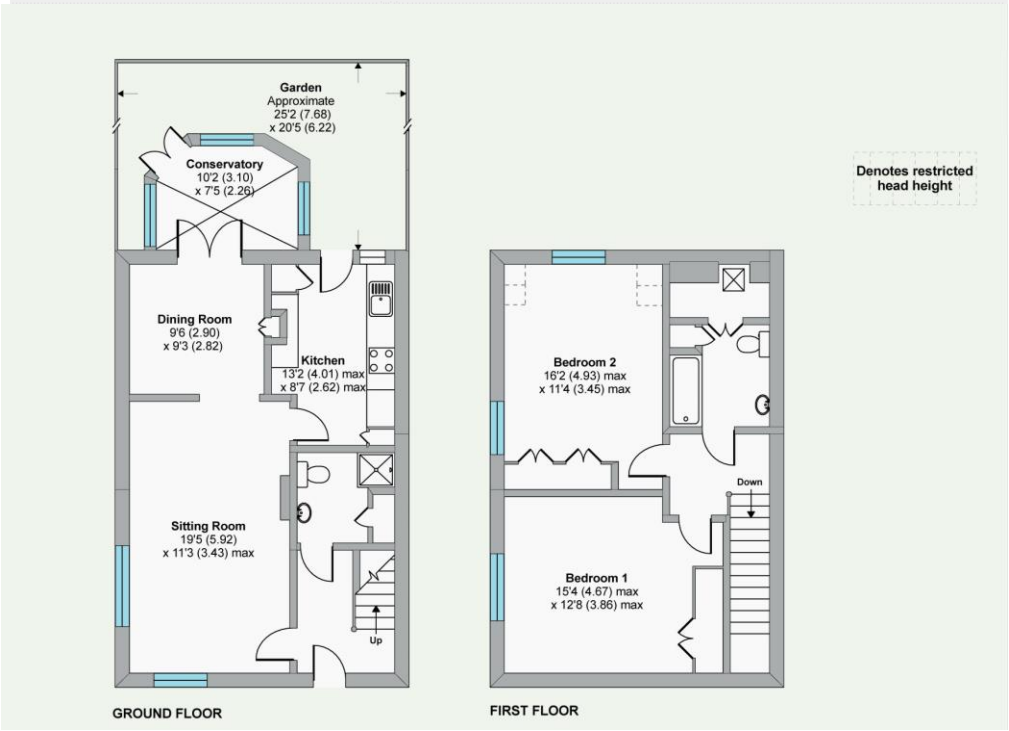 Garden
Approximate
25'2 (7.68)
x 20'5 (6.22)
Conservatory
10'2 (3.10)
x 7'5 (2.26)
Dining Room
9'6 (2.90)
x 9'3 (2.82)
Kitchen
13'2 (4.01) max
x 8'7 (2.62) max
Sitting Room
19'5 (5.92)
x 11'3 (3.43) max
Up
GROUND FLOOR
Denotes restricted
head height
Bedroom 2
16'2 (4.93) max
x 11'4 (3.45) max
Down
Bedroom 1
15'4 (4.67) max
x 12'8 (3.86) max
FIRST FLOOR